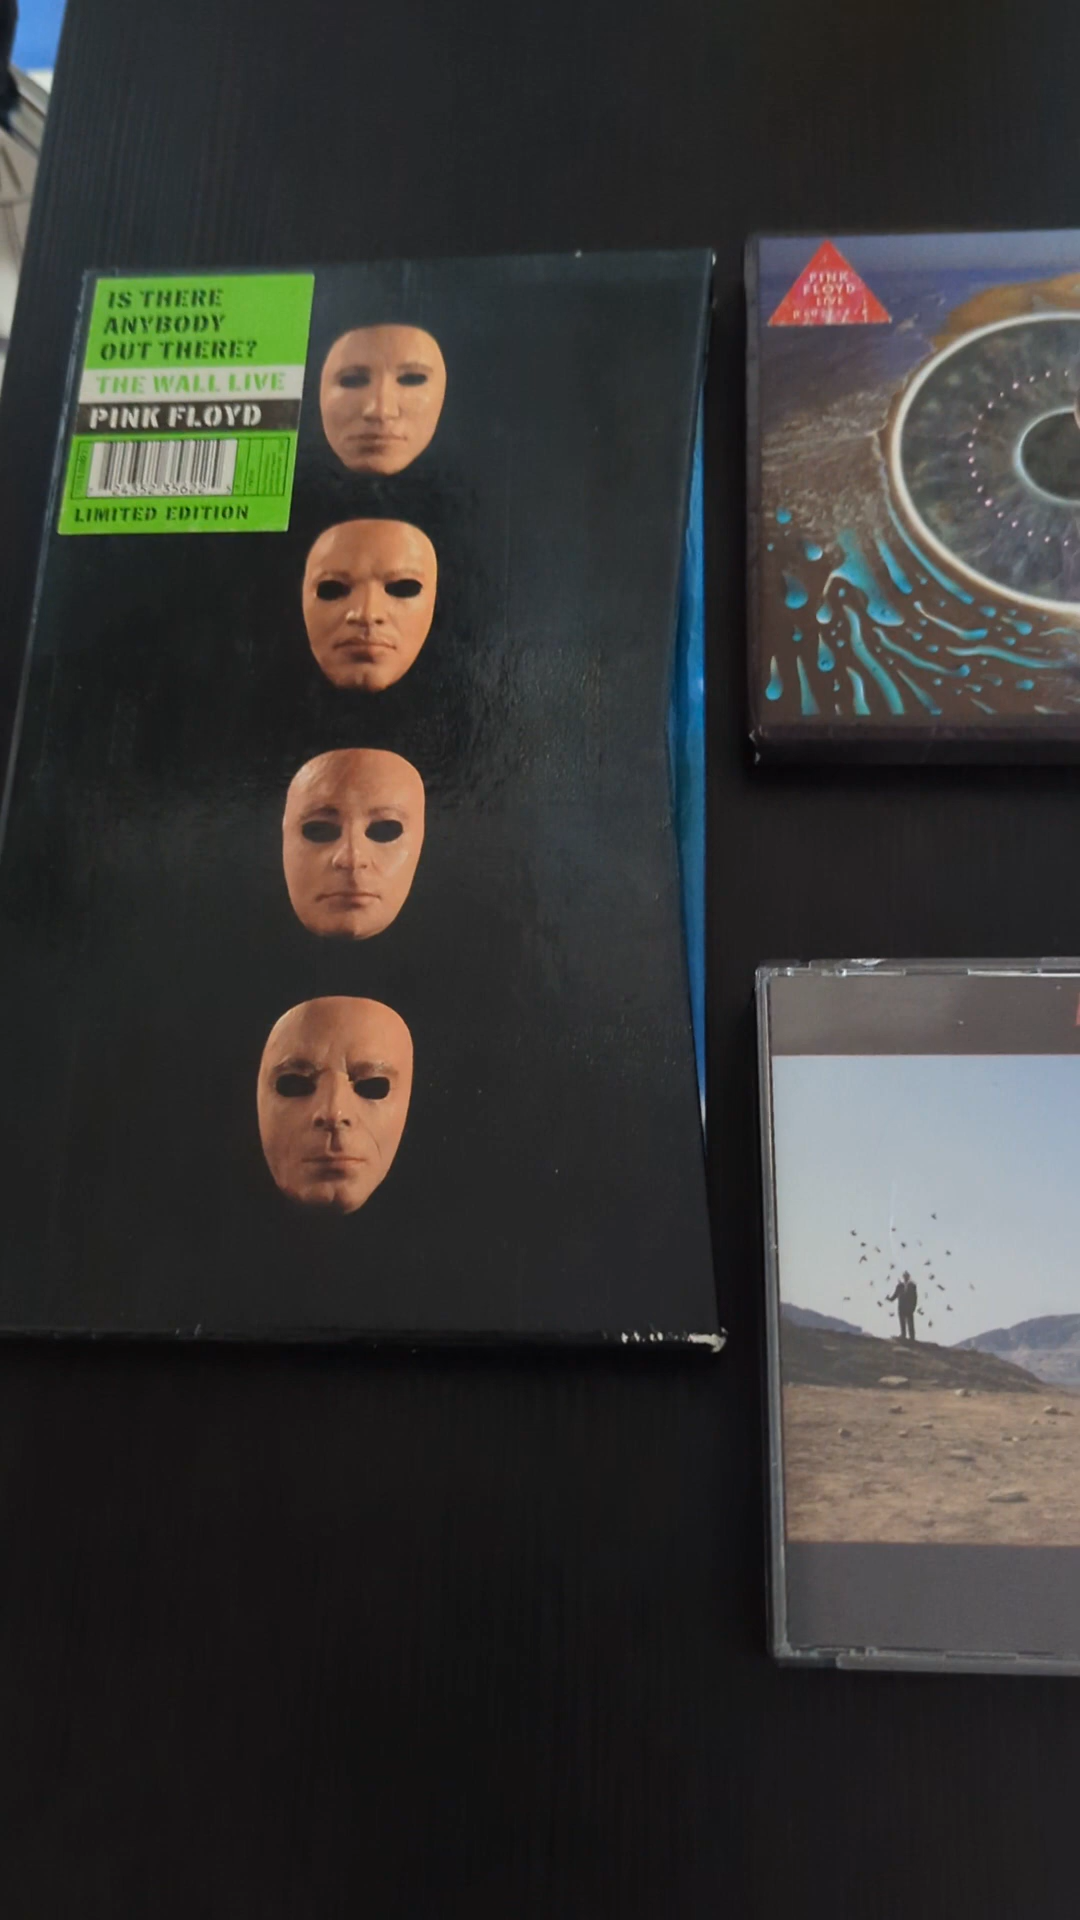 IS THERE
ANYBODY
OUT THERE?
THE WALL LIVE
PINK FLOYD
LIMITED EDITION
PINK
FLOYD
LIVE